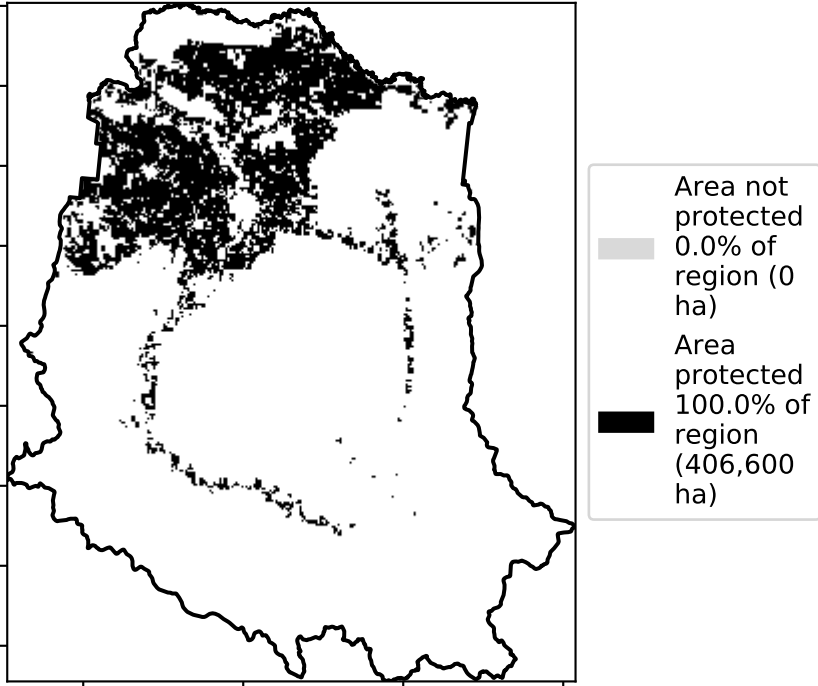 Area not
protected
0.0% of
region (0
ha)
Area
protected
100.0% of
region
(406,600
ha)